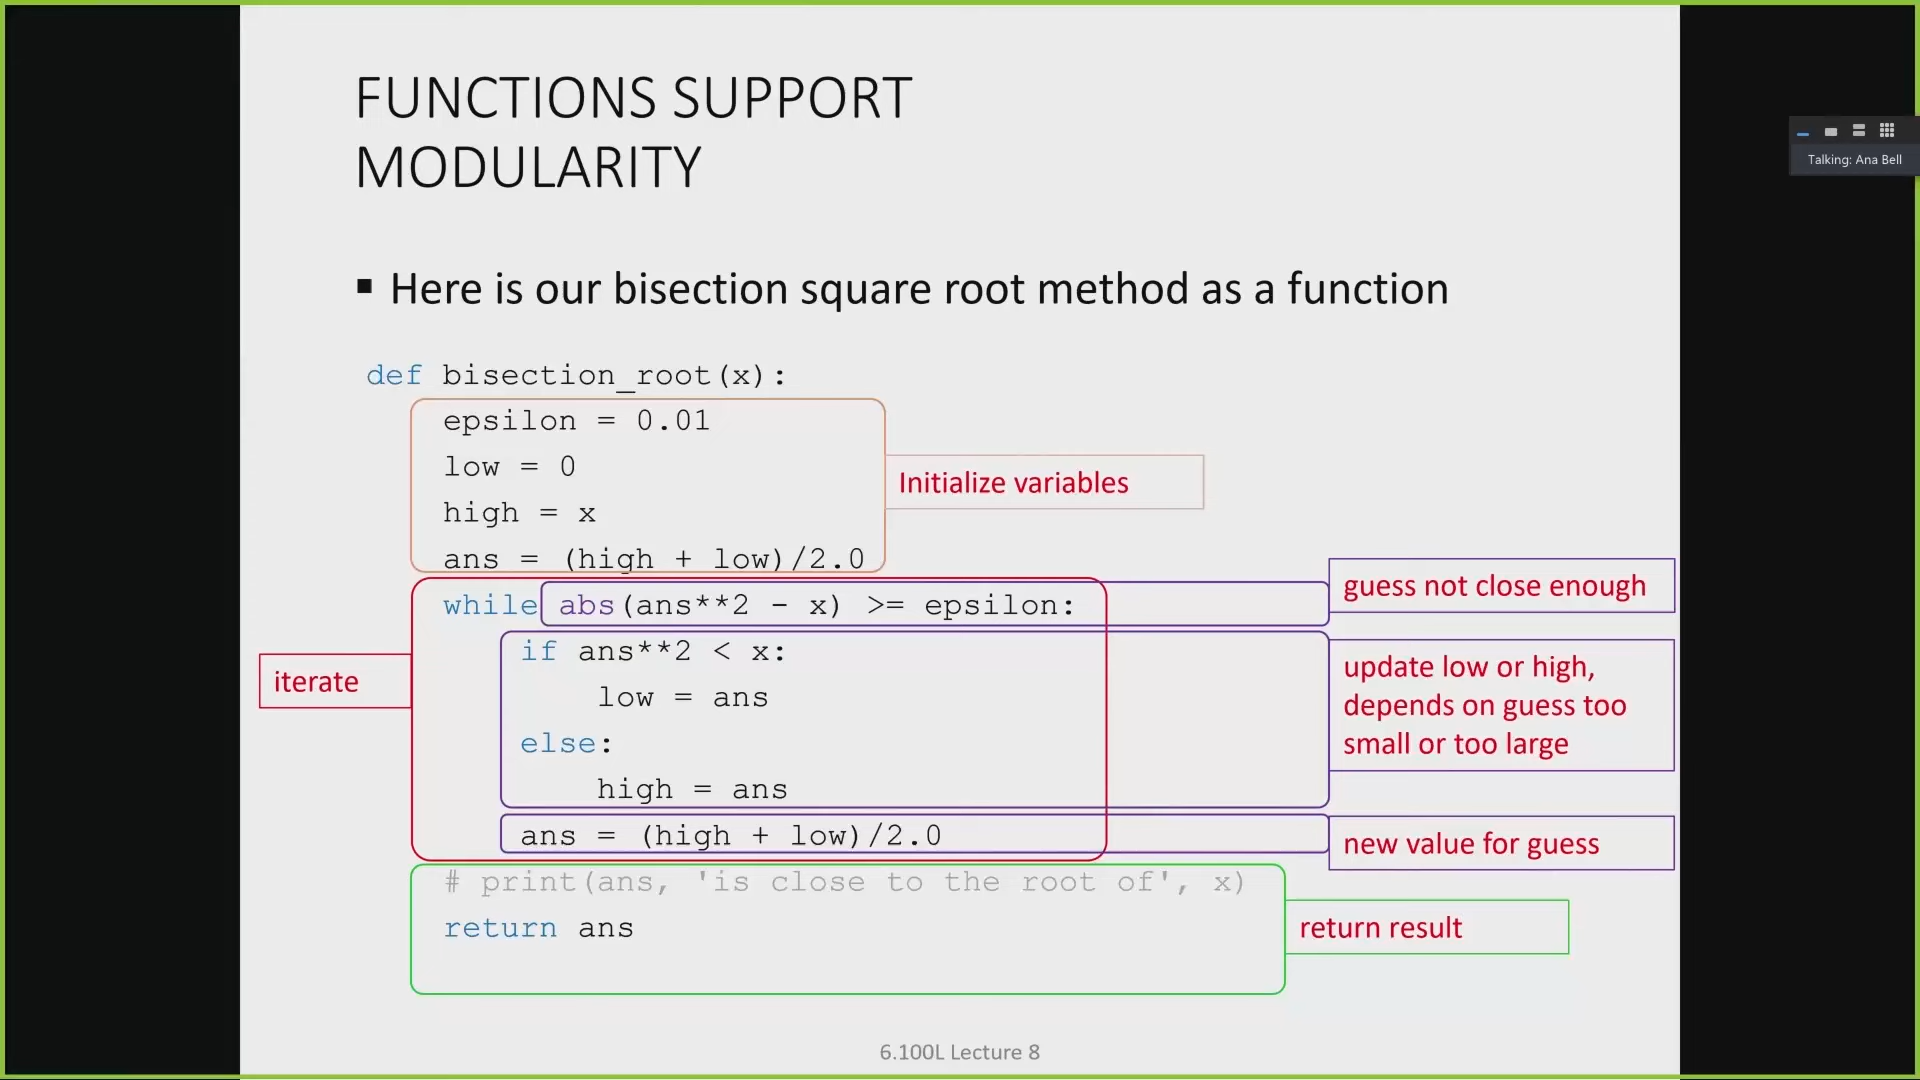 FUNCTIONS SUPPORT
MODULARITY
Talking: Ana Bell
▪ Here is our bisection square root method as a function
def bisection_root(x):
epsilon = 0.01
low = 0
high = x
ans = (high + low)/2.0
Initialize variables
while abs(ans**2 - x) >= epsilon:
guess not close enough
iterate
if ans**2 < x:
low = ans
else:
high = ans
update low or high,
depends on guess too
small or too large
ans = (high + low)/2.0
new value for guess
# print(ans, 'is close to the root of', x)
return ans
return result
6.100L Lecture 8